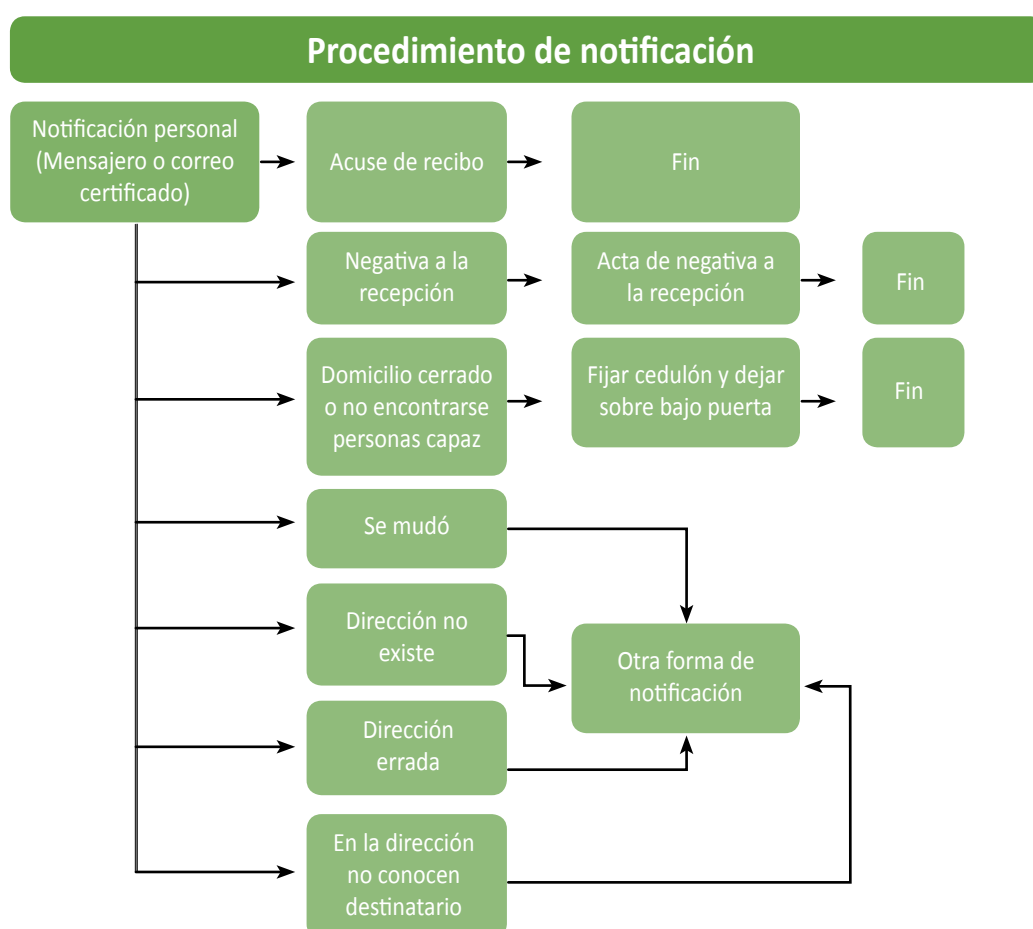 Procedimiento de notificación
Notificación personal
(Mensajero o correo
certificado)
Acuse de recibo
Fin
Negativa a la
recepción
Acta de negativa a
la recepción
Fin
Domicilio cerrado
o no encontrarse
personas capaz
Fijar cedulón y dejar
sobre bajo puerta
Fin
Se mudó
Dirección no
existe
Otra forma de
notificación
Dirección
errada
En la dirección
no conocen
destinatario